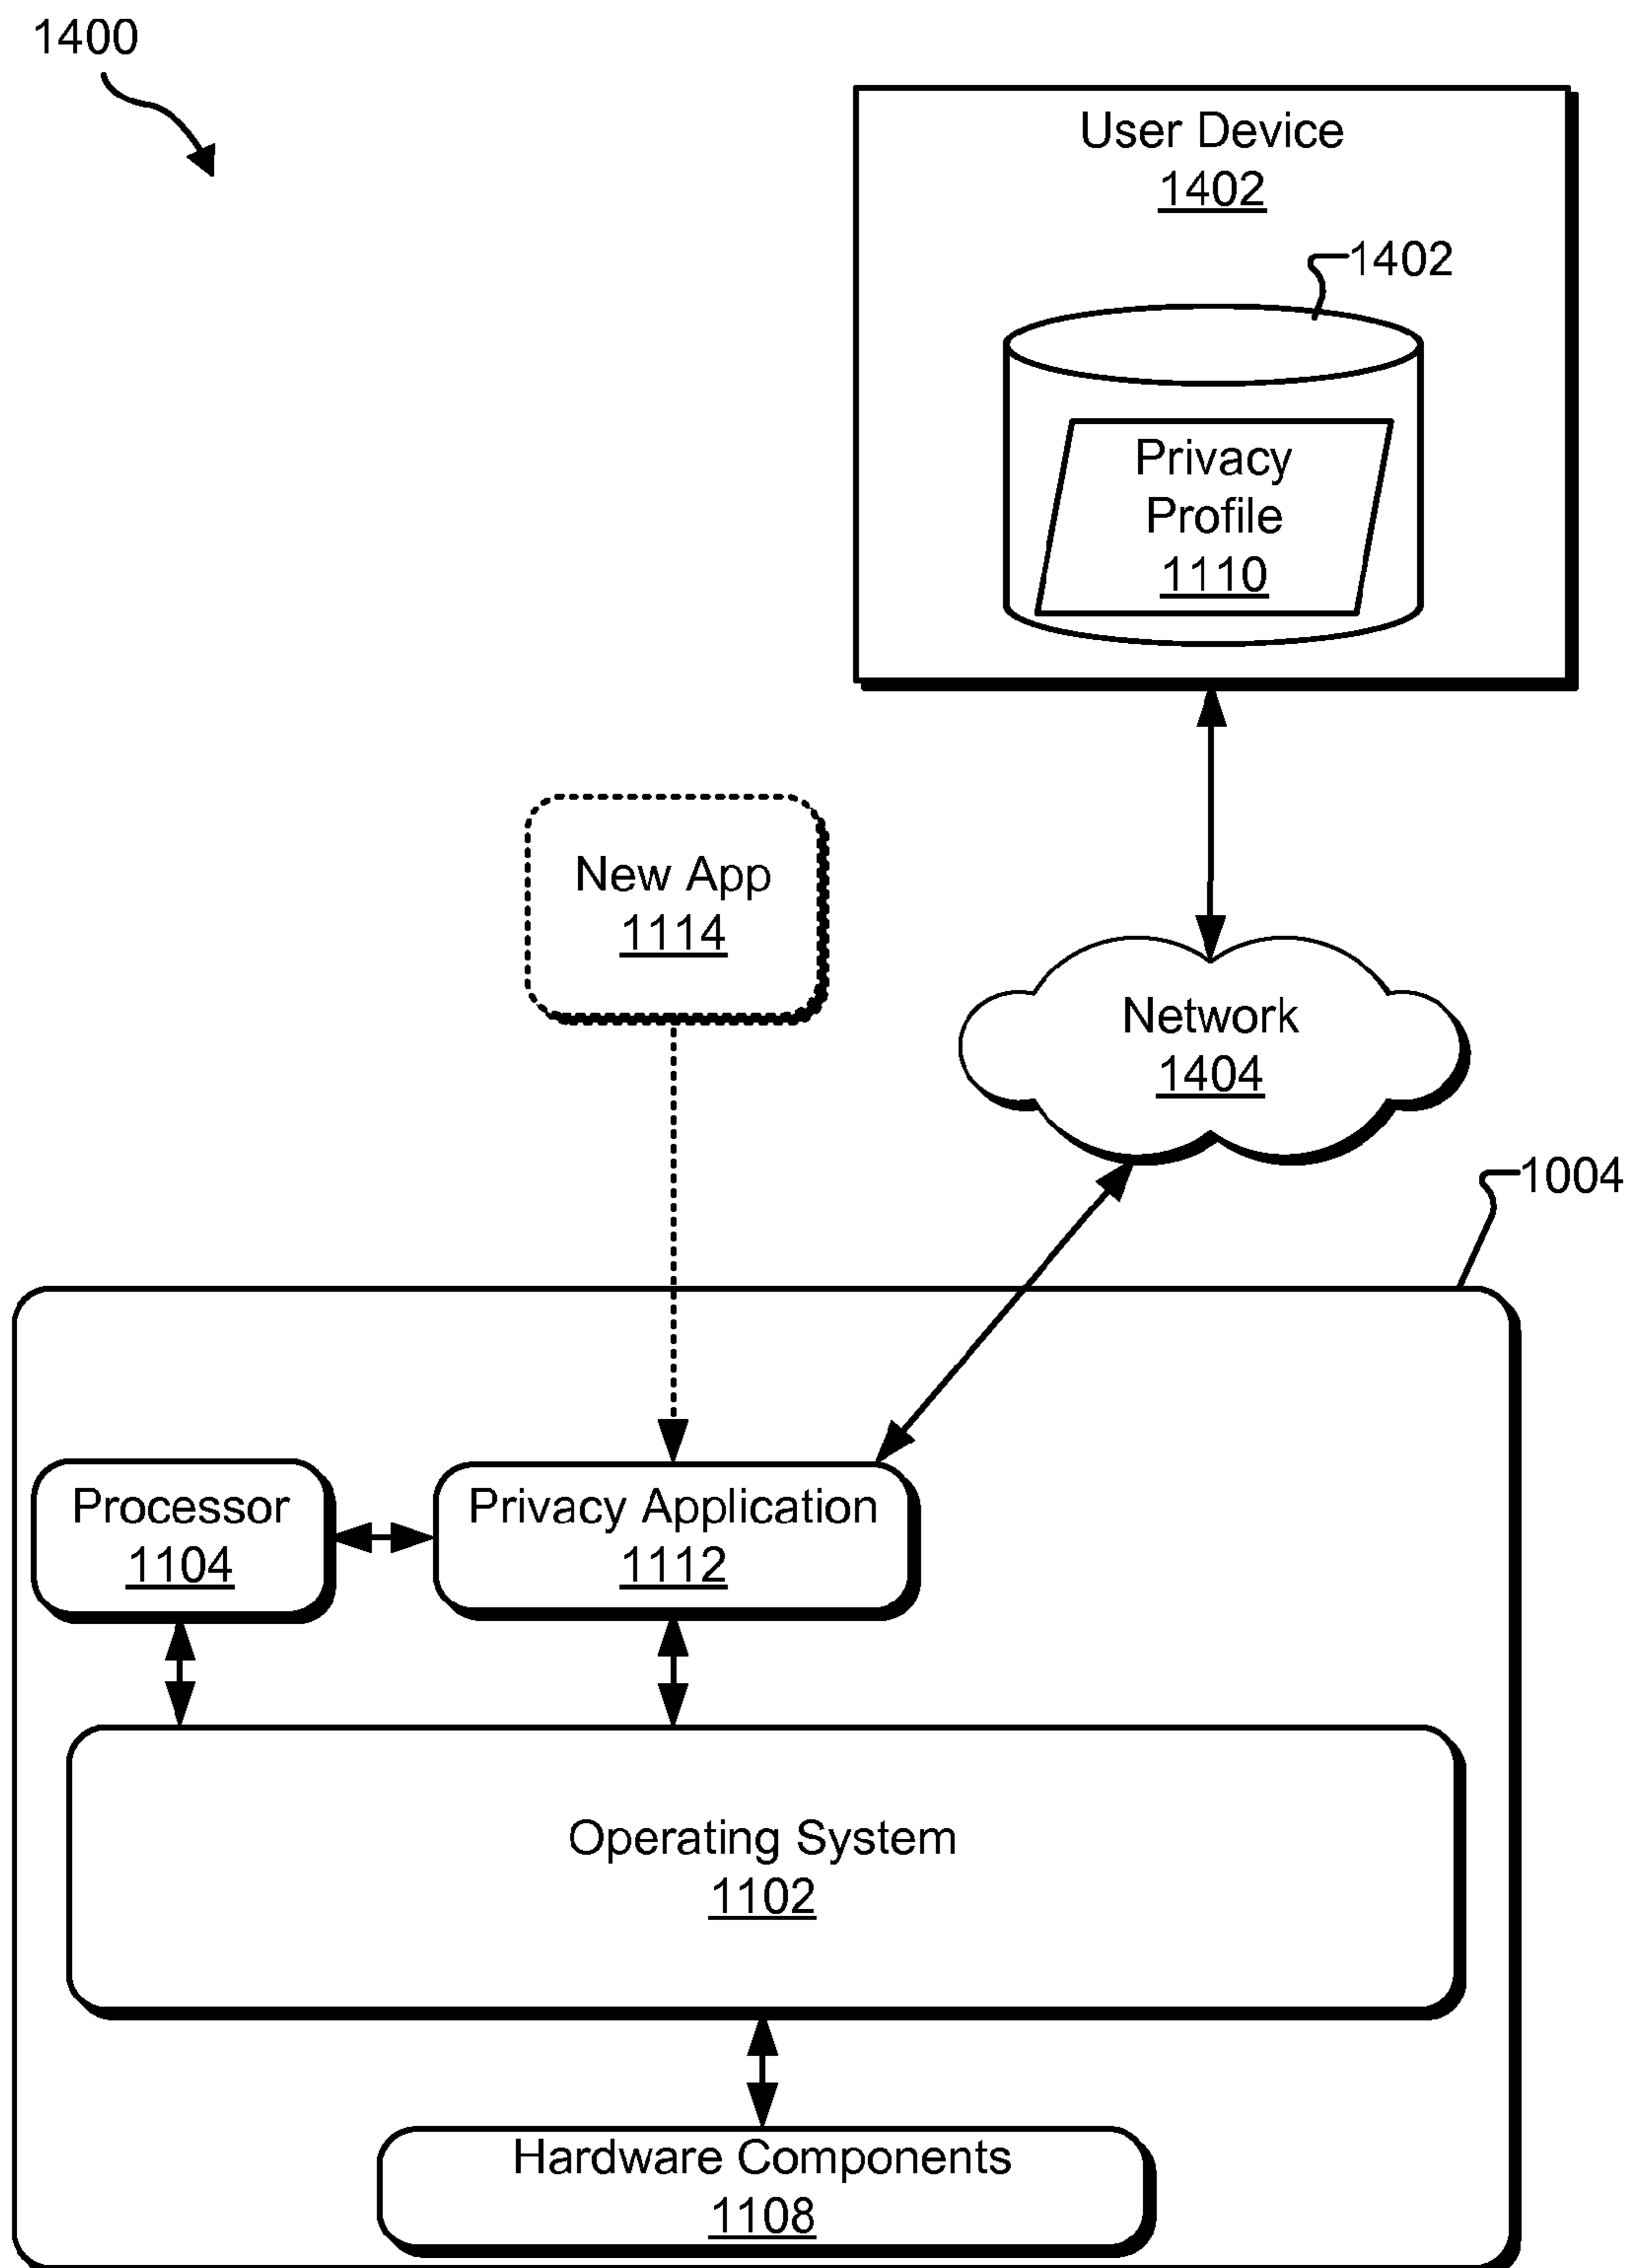 1400
User Device
1402
1402
Privacy
Profile
1110
New App
1114
Network
1404
1004
Processor
1104
Privacy Application
1112
Operating System
1102
Hardware Components
1108